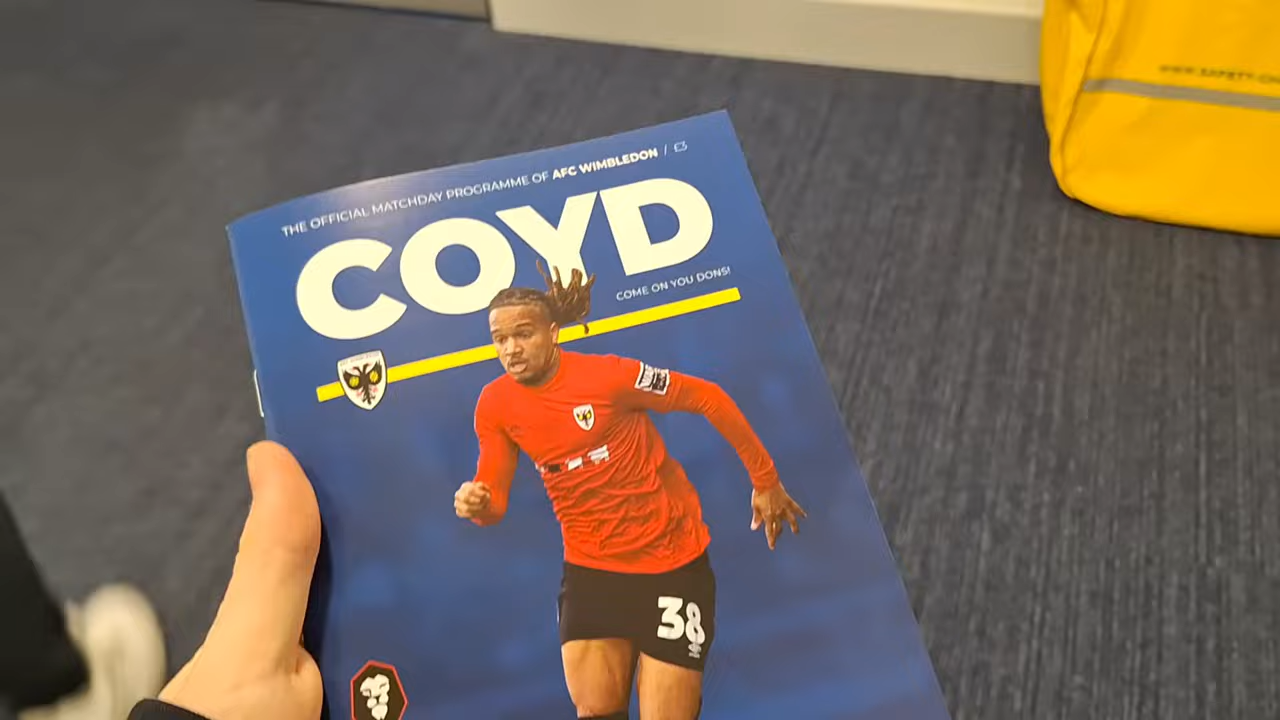 THE OFFICIAL MATCHDAY PROGRAMME OF AFC WIMBLEDON / £3
COYD
COME ON YOU DONS!
38